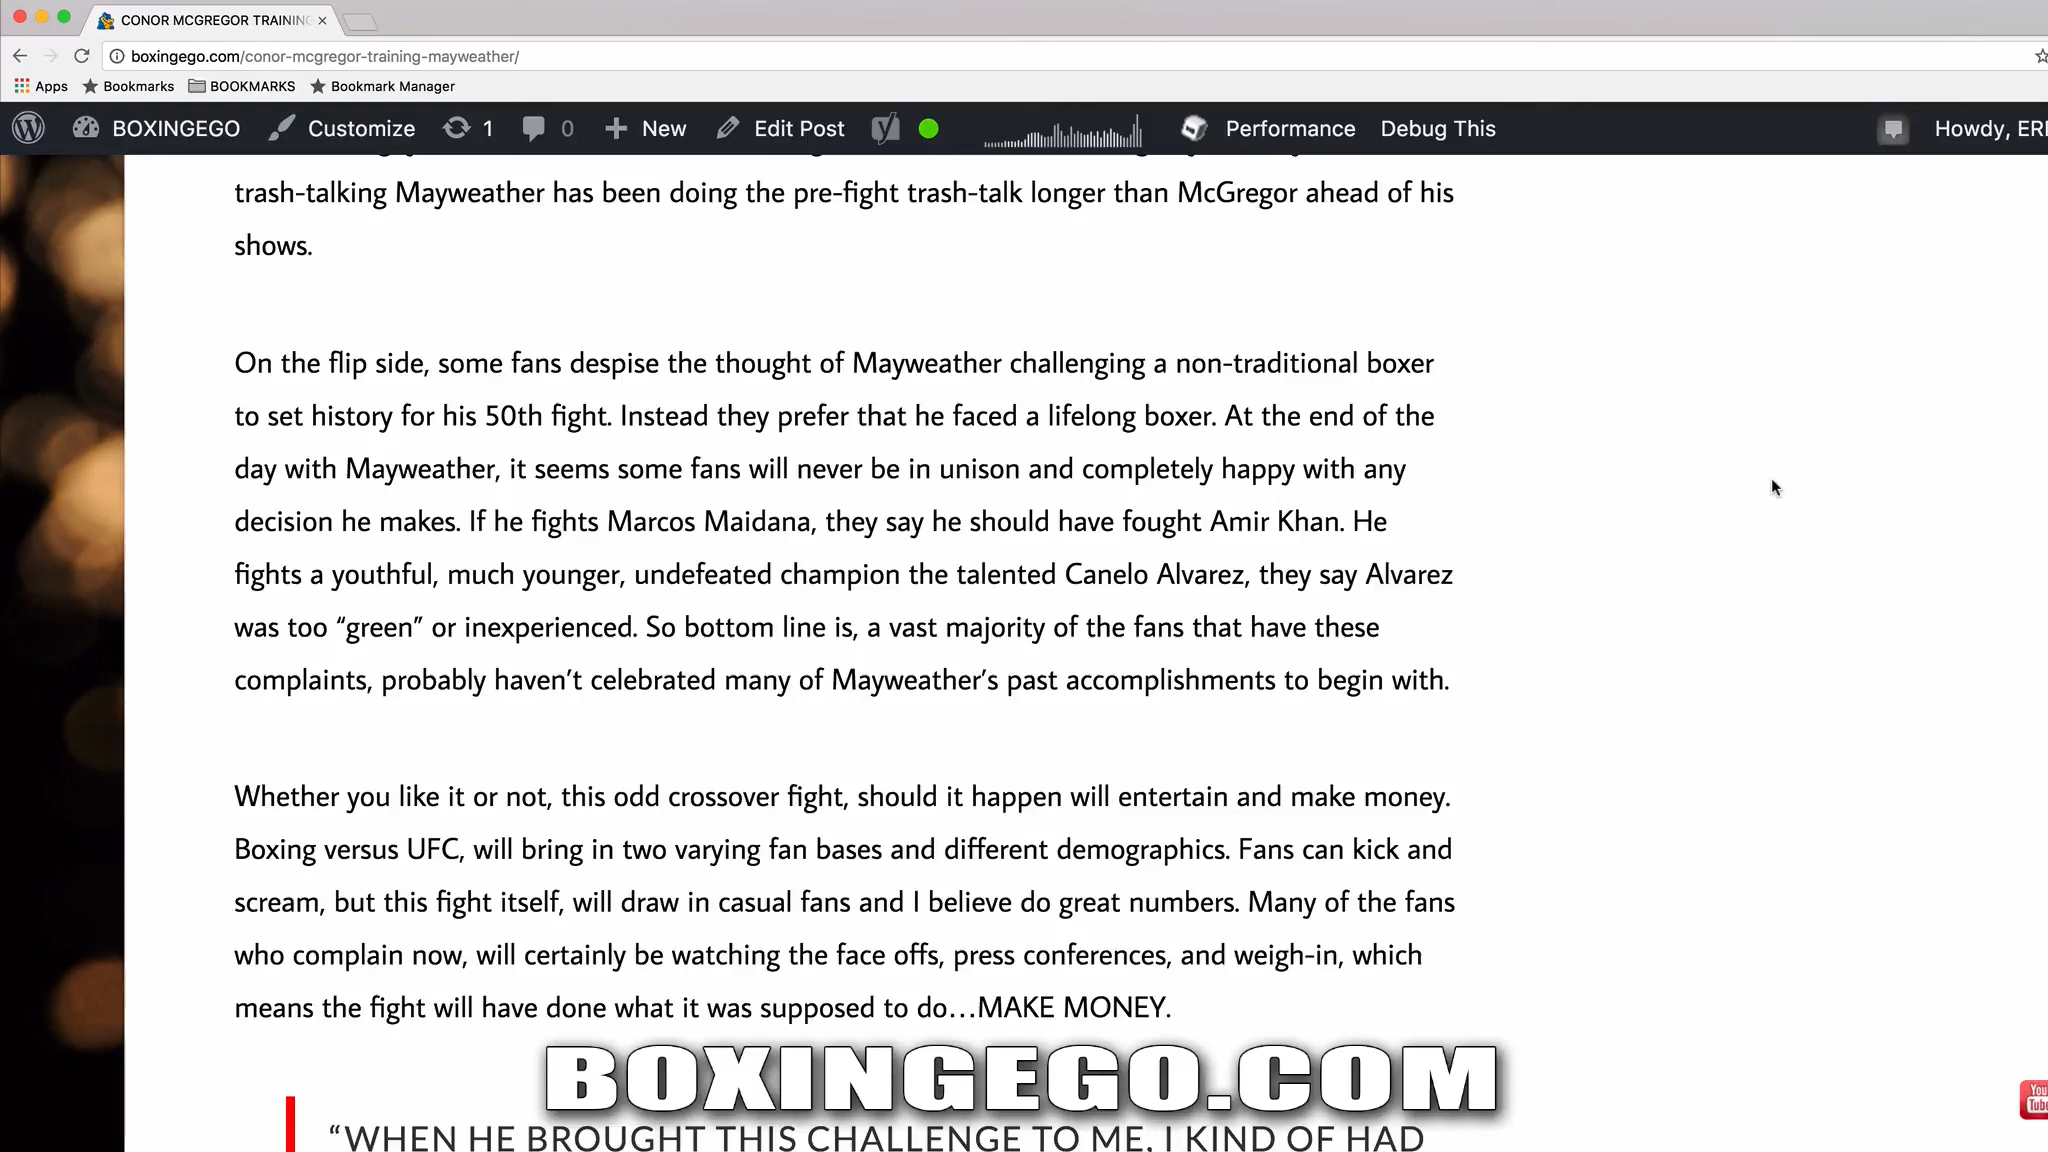 CONOR MCGREGOR TRAINING
boxingego.com/conor-mcgregor-training-mayweather/
Apps Bookmarks BOOKMARKS Bookmark Manager
BOXINGEGO Customize 1 0 New Edit Post Performance Debug This Howdy, ERI
trash-talking Mayweather has been doing the pre-fight trash-talk longer than McGregor ahead of his
shows.
On the flip side, some fans despise the thought of Mayweather challenging a non-traditional boxer
to set history for his 50th fight. Instead they prefer that he faced a lifelong boxer. At the end of the
day with Mayweather, it seems some fans will never be in unison and completely happy with any
decision he makes. If he fights Marcos Maidana, they say he should have fought Amir Khan. He
fights a youthful, much younger, undefeated champion the talented Canelo Alvarez, they say Alvarez
was too “green” or inexperienced. So bottom line is, a vast majority of the fans that have these
complaints, probably haven’t celebrated many of Mayweather’s past accomplishments to begin with.
Whether you like it or not, this odd crossover fight, should it happen will entertain and make money.
Boxing versus UFC, will bring in two varying fan bases and different demographics. Fans can kick and
scream, but this fight itself, will draw in casual fans and I believe do great numbers. Many of the fans
who complain now, will certainly be watching the face offs, press conferences, and weigh-in, which
means the fight will have done what it was supposed to do…MAKE MONEY.
BOXINGEGO.COM
You
Tube
“WHEN HE BROUGHT THIS CHALLENGE TO ME, I KIND OF HAD